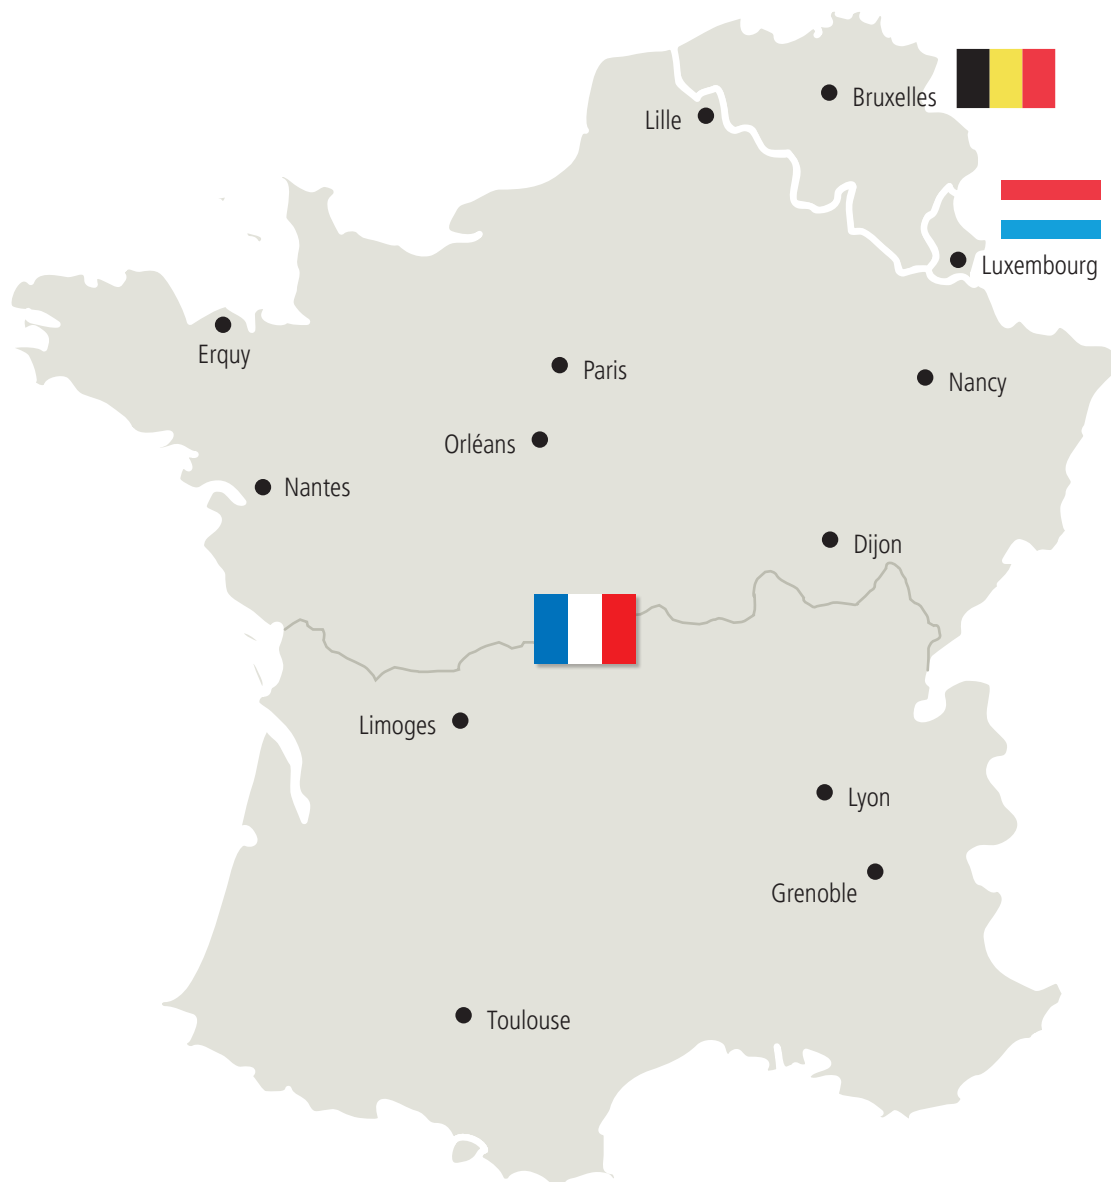 Bruxelles
Lille
Luxembourg
Erquy
Paris
Nancy
Orléans
Nantes
Dijon
Limoges
Lyon
Grenoble
Toulouse